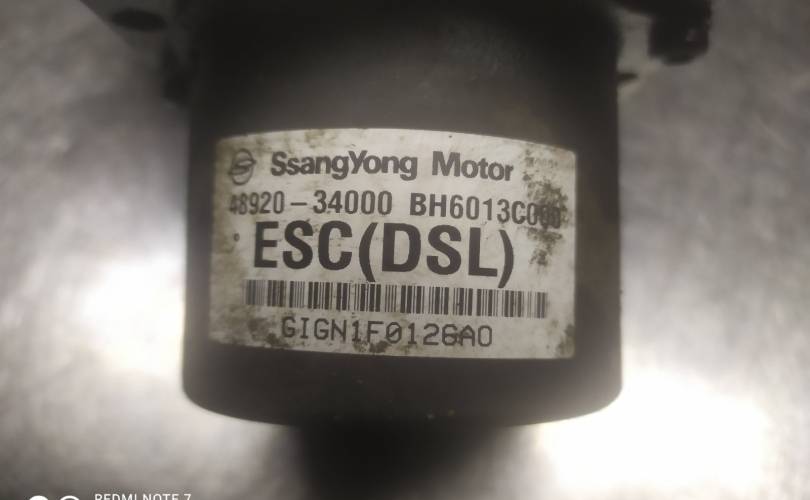 SsangYong Motor
48920-34000 BH6013C000
ESC(DSL)
GIGN1F0126A0
REDMI NOTE 7